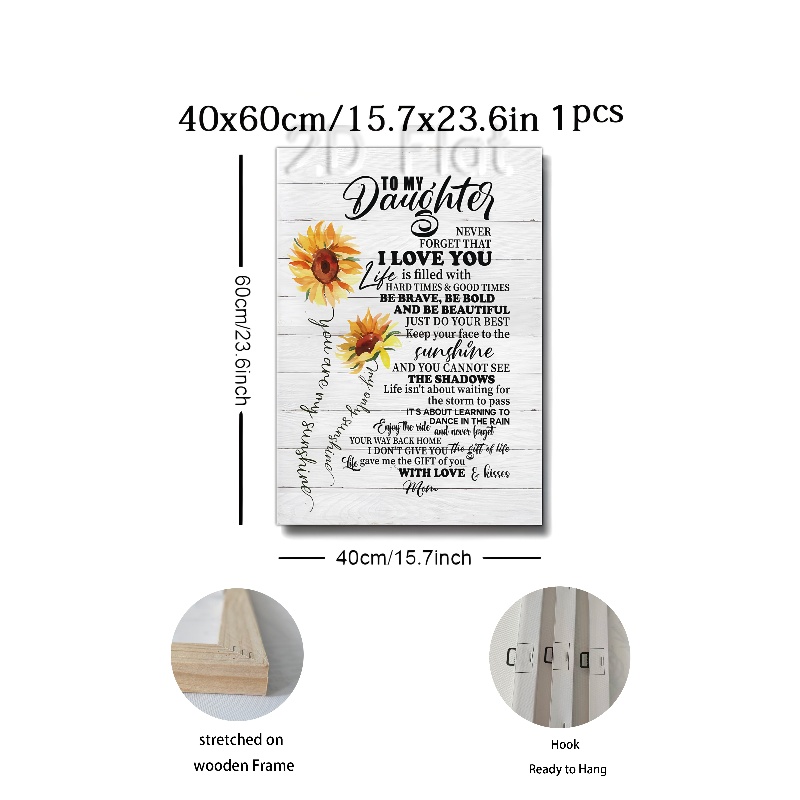 40x60cm/15.7x23.6in 1pcs
2D Flat
TO MY
Daughter
NEVER
FORGET THAT
I LOVE YOU
Life is filled with
HARD TIMES & GOOD TIMES
BE BRAVE, BE BOLD
AND BE BEAUTIFUL
JUST DO YOUR BEST
Keep your face to the
sunshine
AND YOU CANNOT SEE
THE SHADOWS
Life isn't about waiting for
the storm to pass
IT'S ABOUT LEARNING TO
DANCE IN THE RAIN
Enjoy the ride and never forget
YOUR WAY BACK HOME
I DON'T GIVE YOU the gift of life
Life gave me the GIFT of you
WITH LOVE & kisses
Mom
you are my sunshine
my only sunshine
60cm/23.6inch
40cm/15.7inch
stretched on
wooden Frame
Hook
Ready to Hang